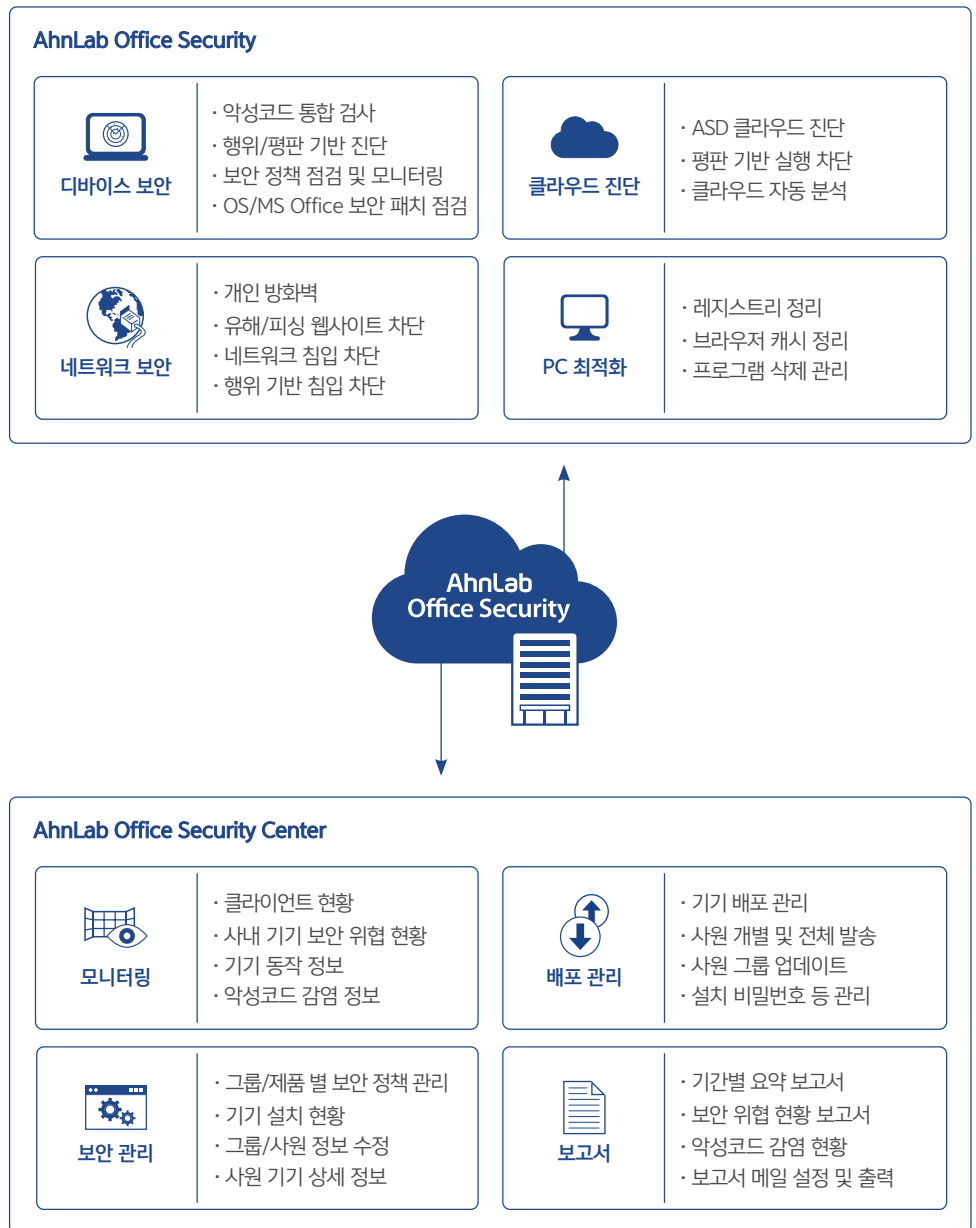 AhnLab Office Security
디바이스 보안
· 악성코드 통합 검사
· 행위/평판 기반 진단
· 보안 정책 점검 및 모니터링
· OS/MS Office 보안 패치 점검
클라우드 진단
· ASD 클라우드 진단
· 평판 기반 실행 차단
· 클라우드 자동 분석
네트워크 보안
· 개인 방화벽
· 유해/피싱 웹사이트 차단
· 네트워크 침입 차단
· 행위 기반 침입 차단
PC 최적화
· 레지스트리 정리
· 브라우저 캐시 정리
· 프로그램 삭제 관리
AhnLab
Office Security
AhnLab Office Security Center
모니터링
· 클라이언트 현황
· 사내 기기 보안 위협 현황
· 기기 동작 정보
· 악성코드 감염 정보
배포 관리
· 기기 배포 관리
· 사원 개별 및 전체 발송
· 사원 그룹 업데이트
· 설치 비밀번호 등 관리
보안 관리
· 그룹/제품 별 보안 정책 관리
· 기기 설치 현황
· 그룹/사원 정보 수정
· 사원 기기 상세 정보
보고서
· 기간별 요약 보고서
· 보안 위협 현황 보고서
· 악성코드 감염 현황
· 보고서 메일 설정 및 출력